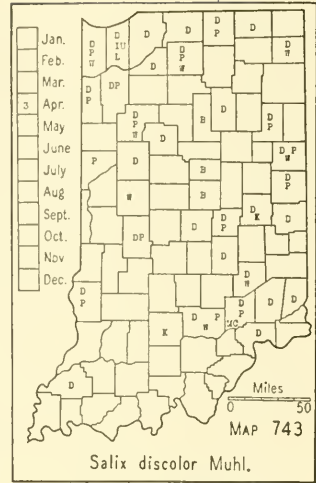 Jan.
Feb.
Mar.
3 Apr.
May
June
July
Aug
Sept.
Oct.
Nov
Dec.
D P W
D IU L
D
D
D P
D
D
D P W
D W
D P
DP
D P W
D
B
D
D P
P
D
B
D P W
D P
W
B
D K
D
DP
D
D P
D
D P
D W
K
D W P
D P
MC
D
D
D
D
Miles
0 50
MAP 743
Salix discolor Muhl.